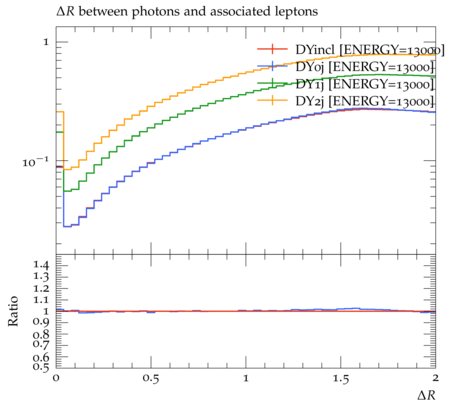 ΔR between photons and associated leptons
1
DYincl [ENERGY=13000]
DY0j [ENERGY=13000]
DY1j [ENERGY=13000]
DY2j [ENERGY=13000]
10⁻¹
1.4
1.3
1.2
1.1
1
0.9
0.8
0.7
0.6
0.5
Ratio
0 0.5 1 1.5 2
ΔR